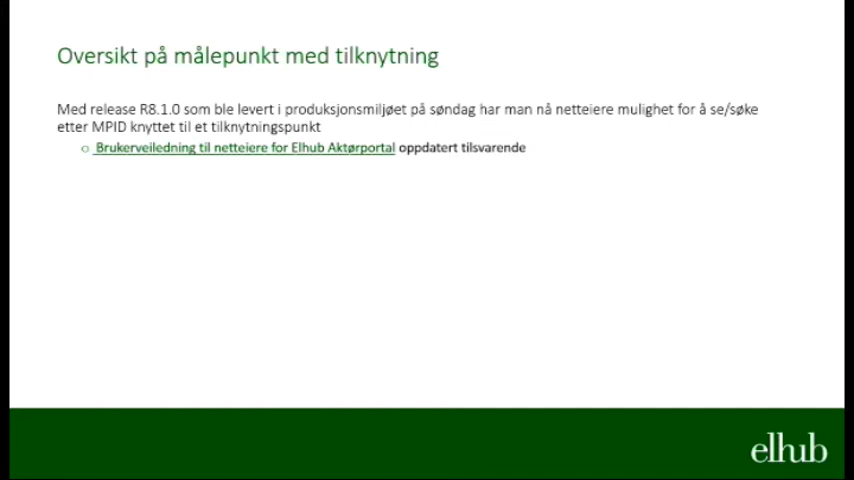 Oversikt på målepunkt med tilknytning
Med release R8.1.0 som ble levert i produksjonsmiljøet på søndag har man nå netteiere mulighet for å se/søke
etter MPID knyttet til et tilknytningspunkt
o Brukerveiledning til netteiere for Elhub Aktørportal oppdatert tilsvarende
elhub